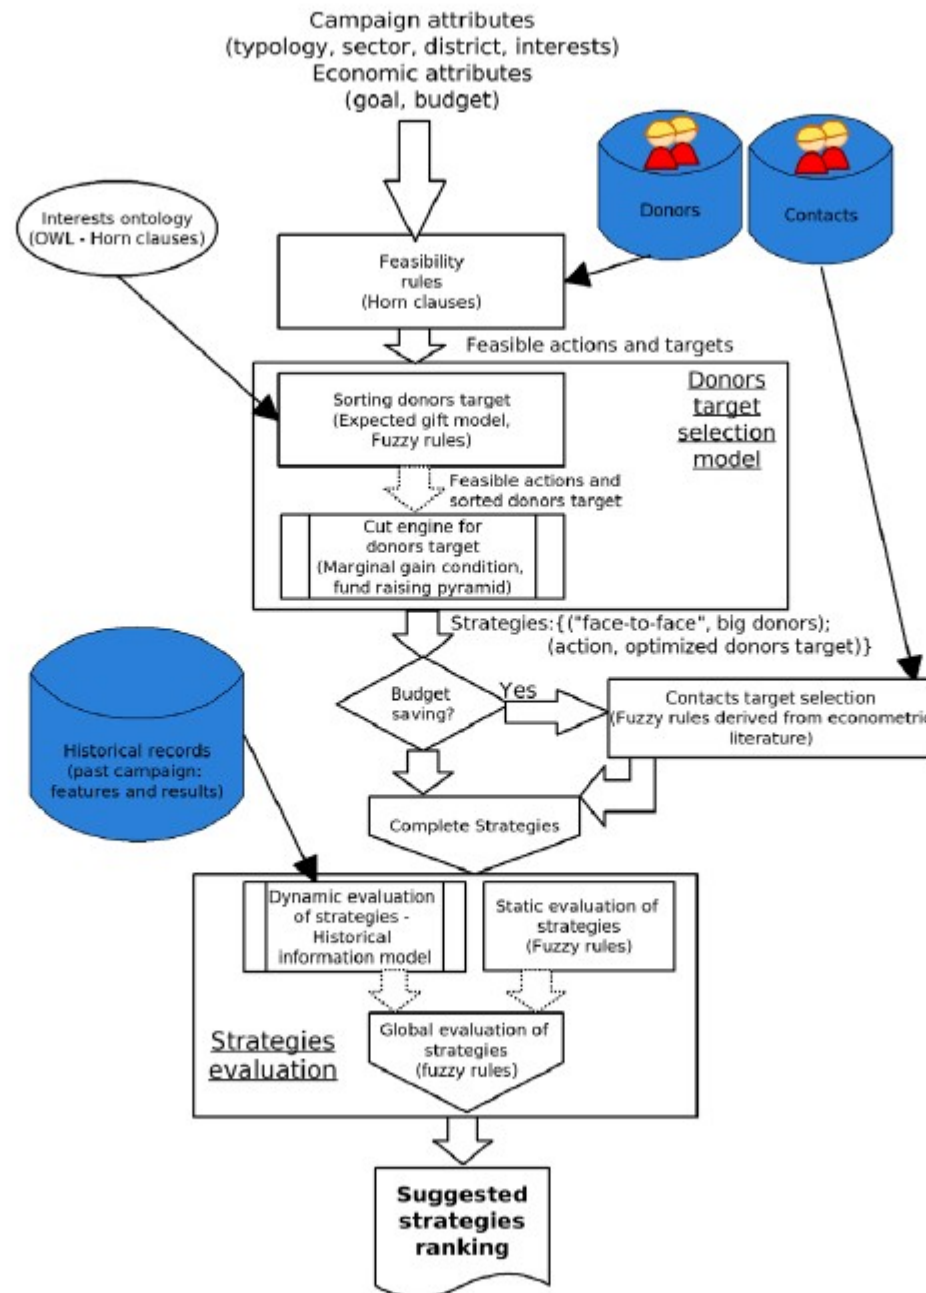 Campaign attributes
(typology, sector, district, interests)
Economic attributes
(goal, budget)
Donors
Contacts
Interests ontology
(OWL - Horn clauses)
Feasibility
rules
(Horn clauses)
Feasible actions and targets
Donors
target
selection
model
Sorting donors target
(Expected gift model,
Fuzzy rules)
Feasible actions and
sorted donors target
Cut engine for
donors target
(Marginal gain condition,
fund raising pyramid)
Strategies:{("face-to-face", big donors);
(action, optimized donors target)}
Budget
saving?
Yes
Contacts target selection
(Fuzzy rules derived from econometric
literature)
Historical records
(past campaign:
features and results)
Complete Strategies
Dynamic evaluation
of strategies -
Historical
information model
Static evaluation of
strategies
(Fuzzy rules)
Strategies
evaluation
Global evaluation of
strategies
(fuzzy rules)
Suggested
strategies
ranking